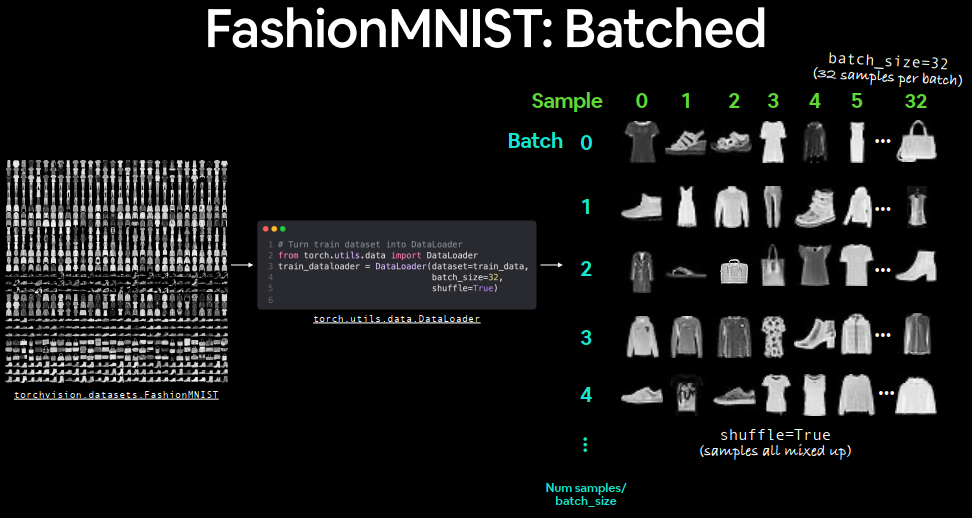 FashionMNIST: Batched
batch_size=32
(32 samples per batch)
Sample 0 1 2 3 4 5 32
Batch 0
•••
1
•••
2
•••
3
•••
4
•••
⋮
Num samples/
batch_size
shuffle=True
(samples all mixed up)
1 # Turn train dataset into DataLoader
2 from torch.utils.data import DataLoader
3 train_dataloader = DataLoader(dataset=train_data,
4 batch_size=32,
5 shuffle=True)
6
torch.utils.data.DataLoader
torchvision.datasets.FashionMNIST